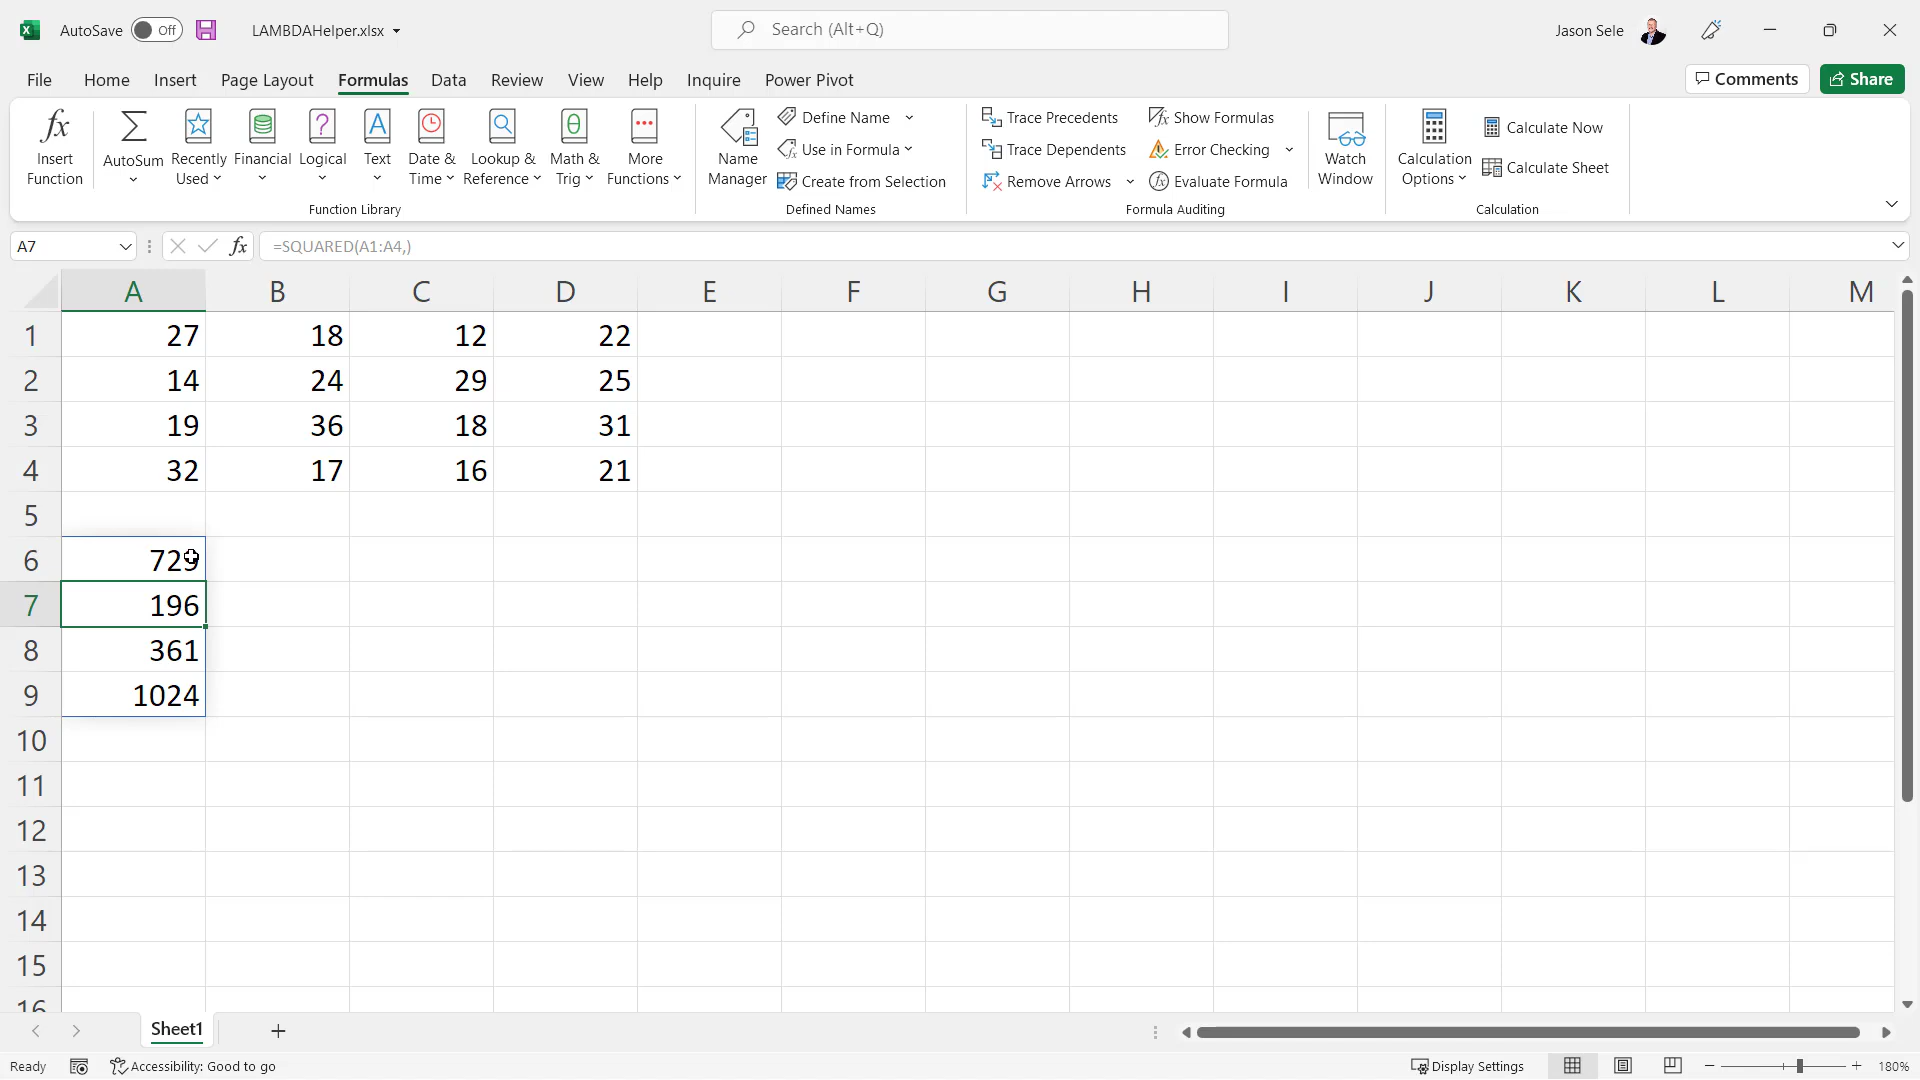 AutoSave Off LAMBDAHelper.xlsx Search (Alt+Q) Jason Sele
File Home Insert Page Layout Formulas Data Review View Help Inquire Power Pivot Comments Share
Insert Function AutoSum Recently Used Financial Logical Text Date & Time Lookup & Reference Math & Trig More Functions
Function Library
Name Manager Define Name
Use in Formula
Create from Selection
Defined Names
Trace Precedents Show Formulas
Trace Dependents Error Checking
Remove Arrows Evaluate Formula
Formula Auditing
Watch Window
Calculation Options Calculate Now
Calculate Sheet
Calculation
A7 fx =SQUARED(A1:A4,)
A B C D E F G H I J K L M
1 27 18 12 22
2 14 24 29 25
3 19 36 18 31
4 32 17 16 21
5
6 729
7 196
8 361
9 1024
10
11
12
13
14
15
16
Sheet1
Ready Accessibility: Good to go Display Settings 180%